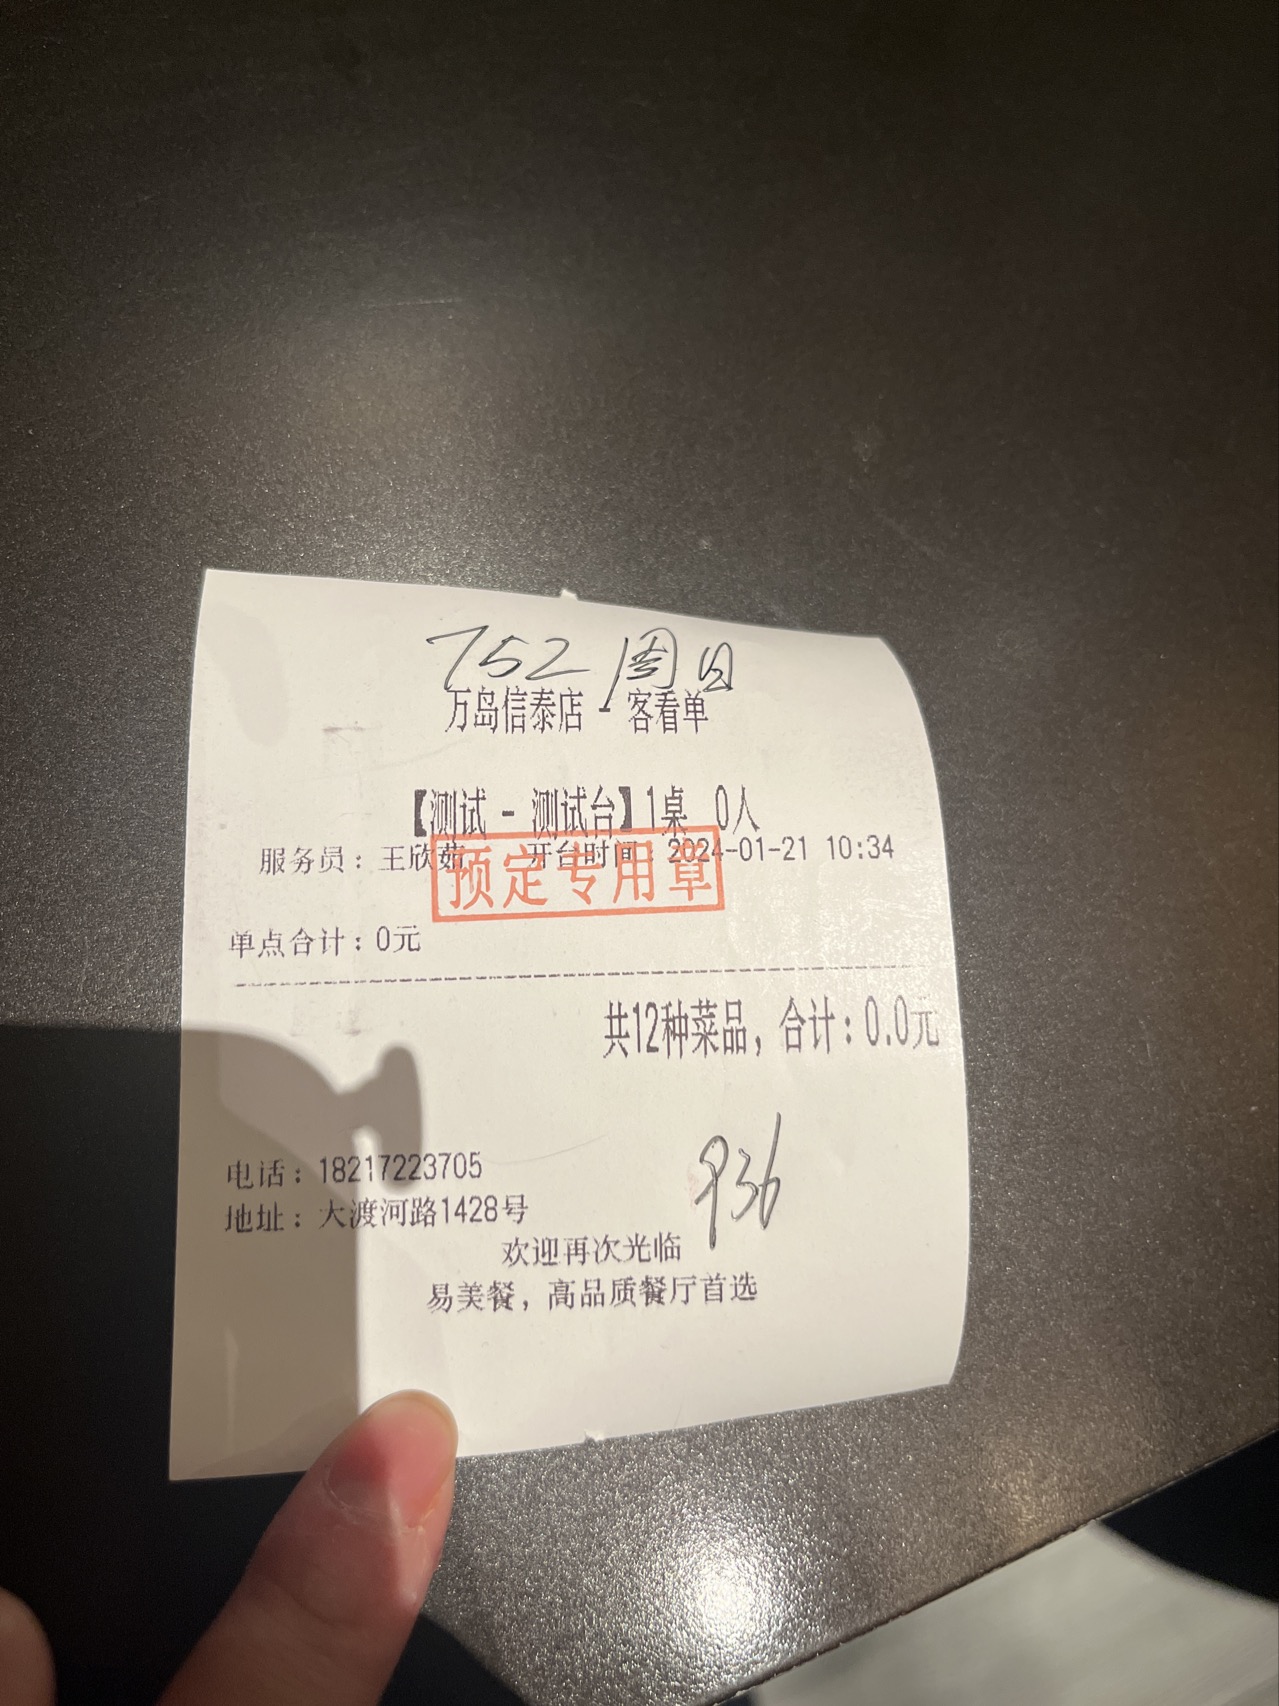 752 周日
万岛信泰店 - 客看单
【测试 - 测试台】1桌 0人
服务员：王欣茹 开台时间：2024-01-21 10:34
预定专用章
单点合计：0元
共12种菜品，合计：0.0元
936
电话：18217223705
地址：大渡河路1428号
欢迎再次光临
易美餐，高品质餐厅首选